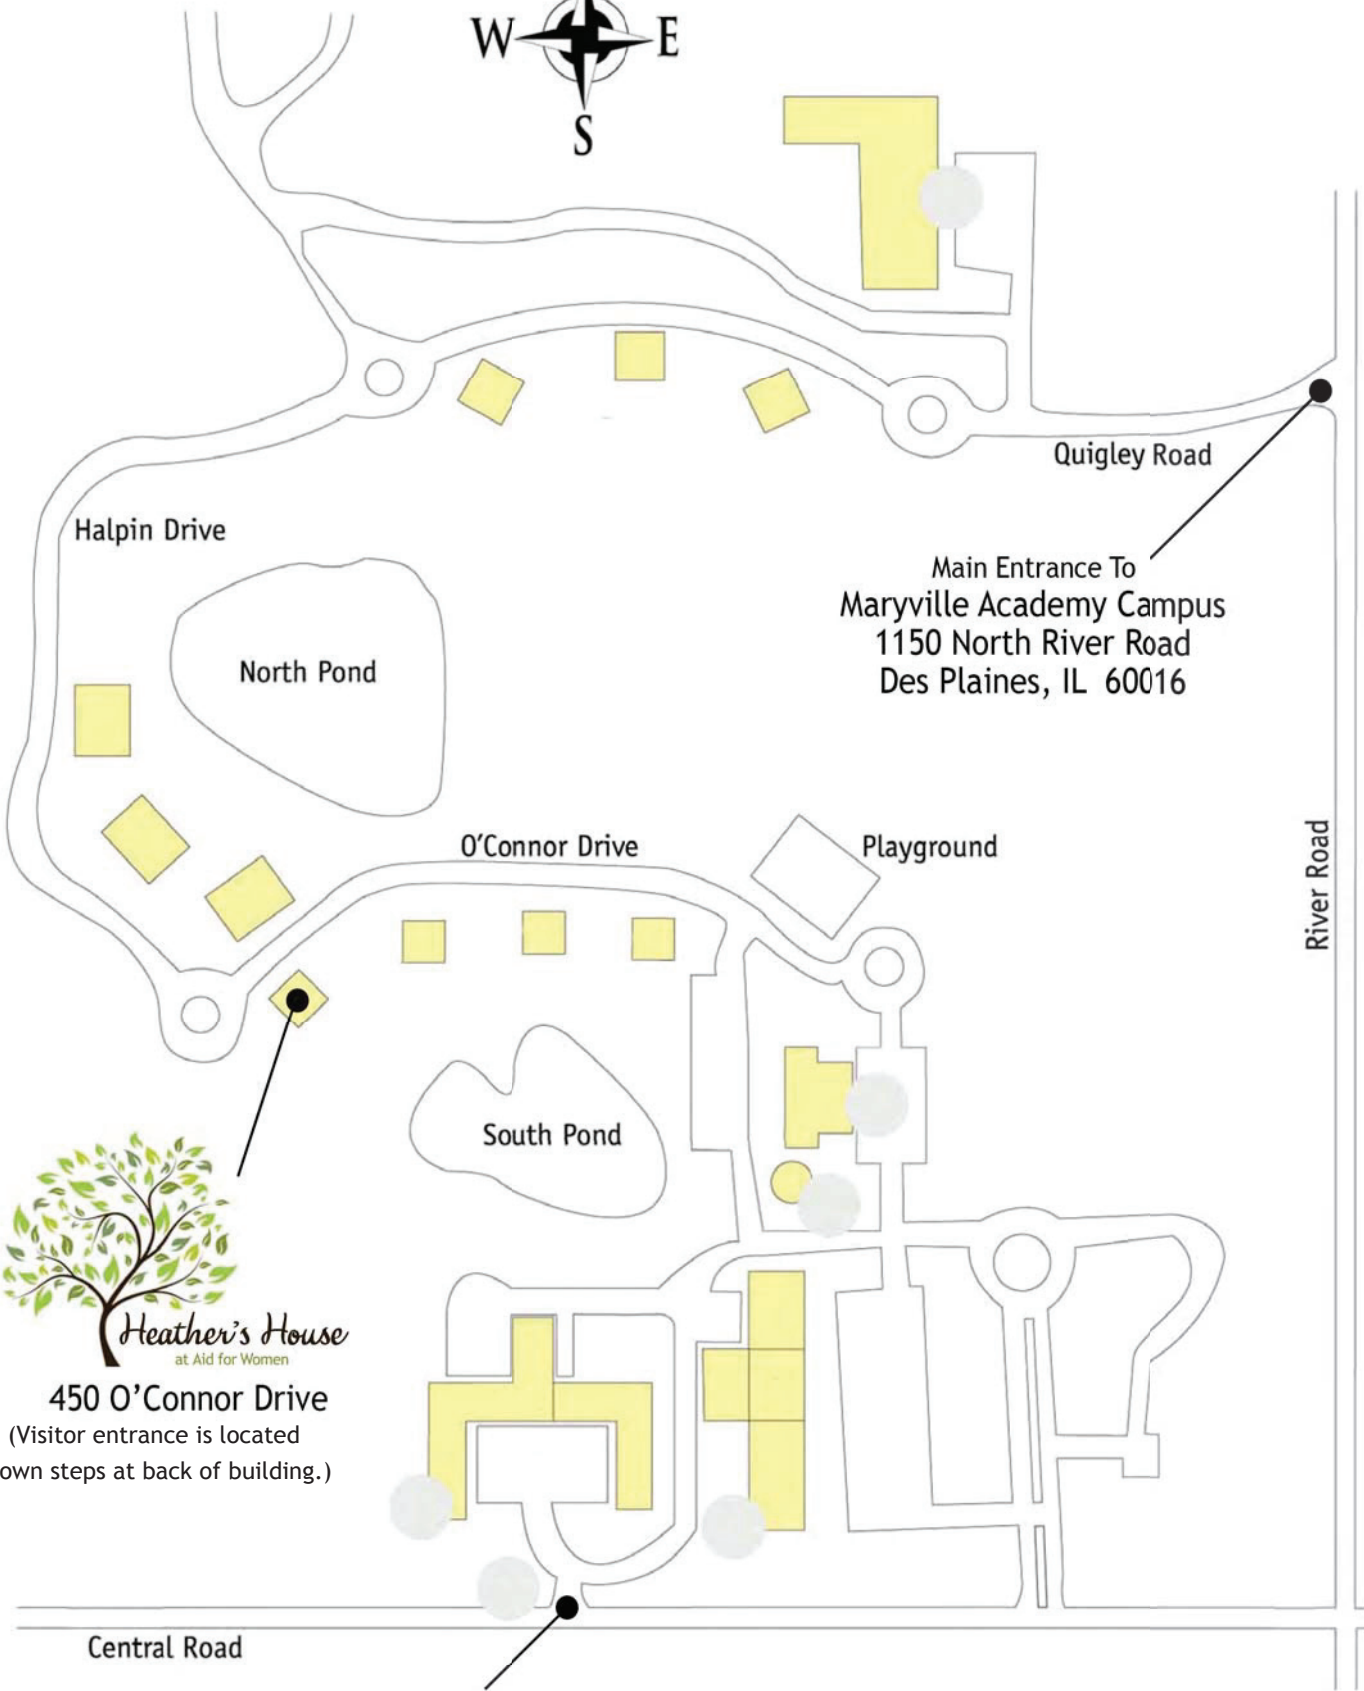 W E
S
Quigley Road
Halpin Drive
Main Entrance To
Maryville Academy Campus
1150 North River Road
Des Plaines, IL 60016
North Pond
O'Connor Drive
Playground
River Road
South Pond
Heather's House
at Aid for Women
450 O'Connor Drive
(Visitor entrance is located
own steps at back of building.)
Central Road